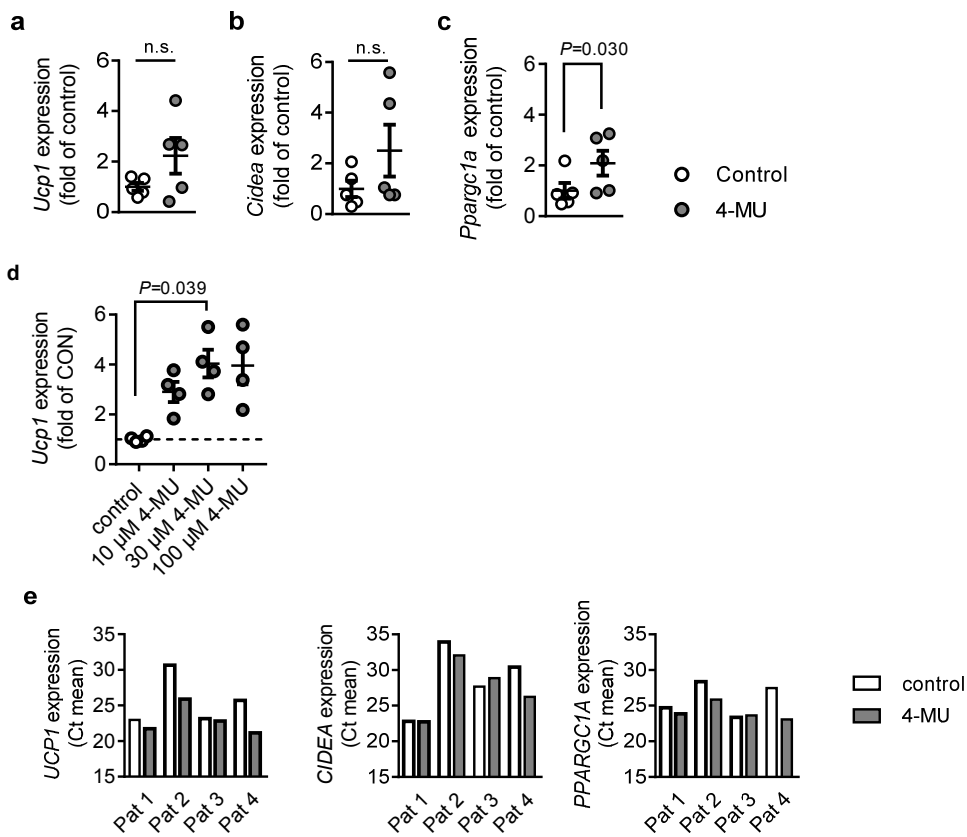 a
b
c
n.s.
n.s.
P=0.030
Ucp1 expression
(fold of control)
6
4
2
0
Cidea expression
(fold of control)
6
4
2
0
Ppargc1a expression
(fold of control)
6
4
2
0
Control
4-MU
d
P=0.039
Ucp1 expression
(fold of CON)
6
4
2
0
control
10 µM 4-MU
30 µM 4-MU
100 µM 4-MU
e
UCP1 expression
(Ct mean)
35
30
25
20
15
Pat 1
Pat 2
Pat 3
Pat 4
CIDEA expression
(Ct mean)
35
30
25
20
15
Pat 1
Pat 2
Pat 3
Pat 4
PPARGC1A expression
(Ct mean)
35
30
25
20
15
Pat 1
Pat 2
Pat 3
Pat 4
control
4-MU